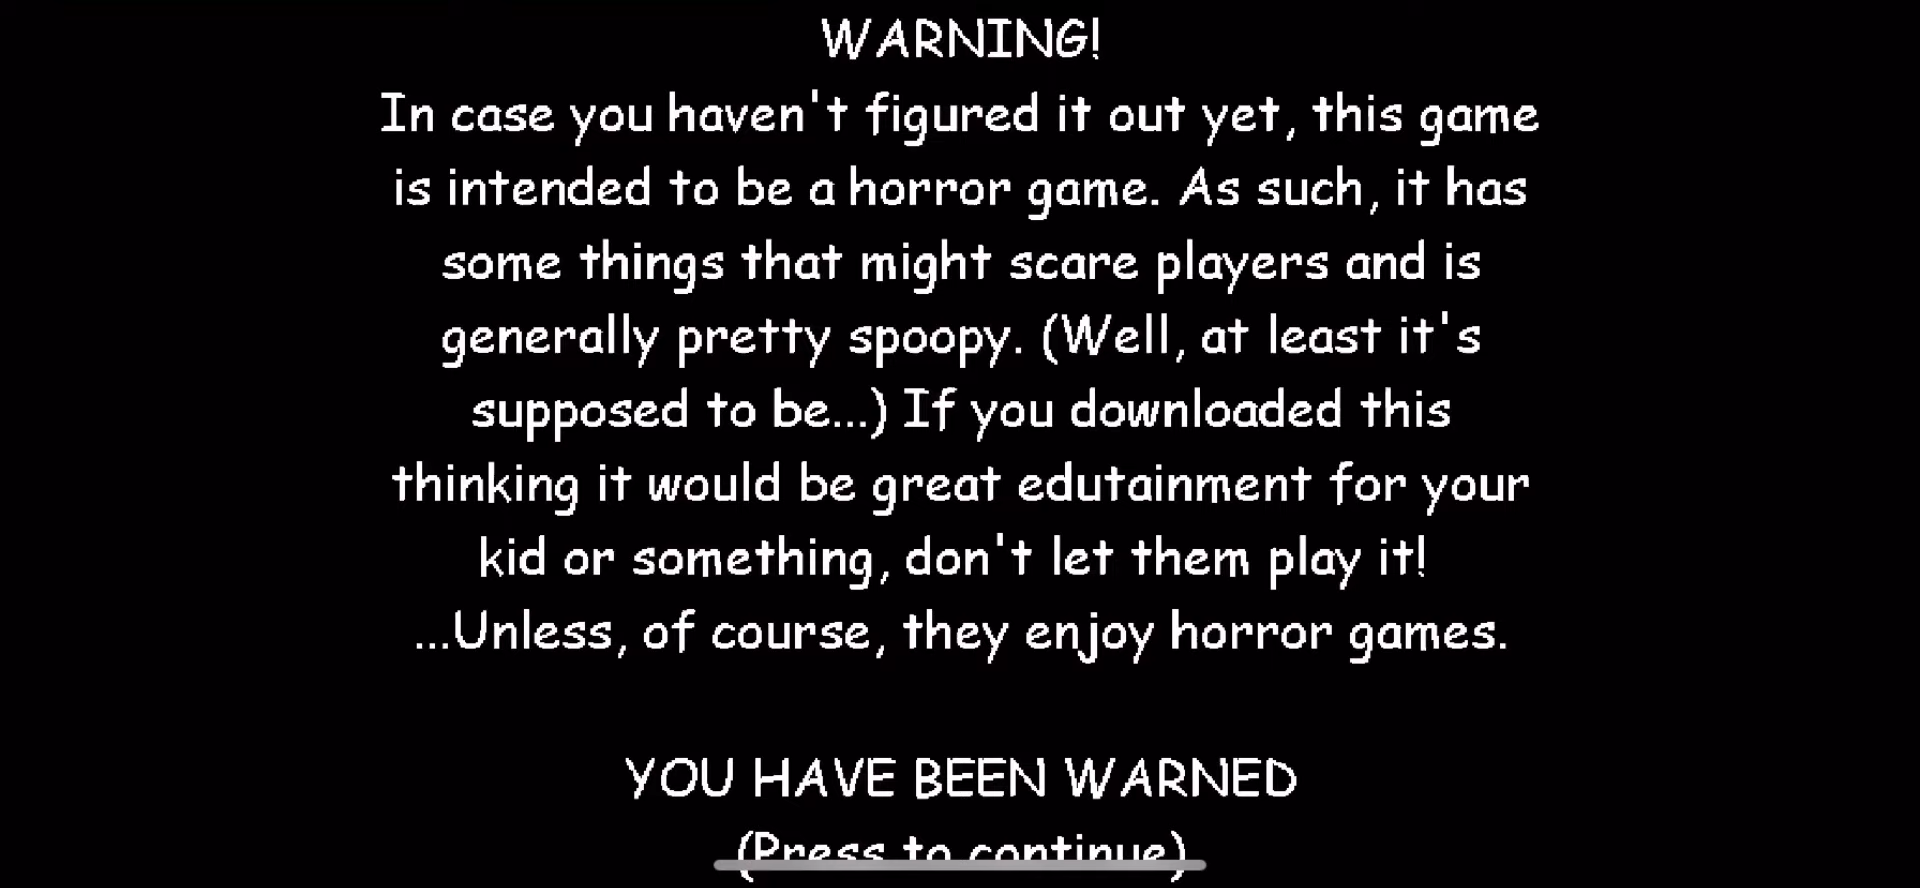 WARNING!
In case you haven't figured it out yet, this game
is intended to be a horror game. As such, it has
some things that might scare players and is
generally pretty spoopy. (Well, at least it's
supposed to be...) If you downloaded this
thinking it would be great edutainment for your
kid or something, don't let them play it!
...Unless, of course, they enjoy horror games.
YOU HAVE BEEN WARNED
(Press to continue)